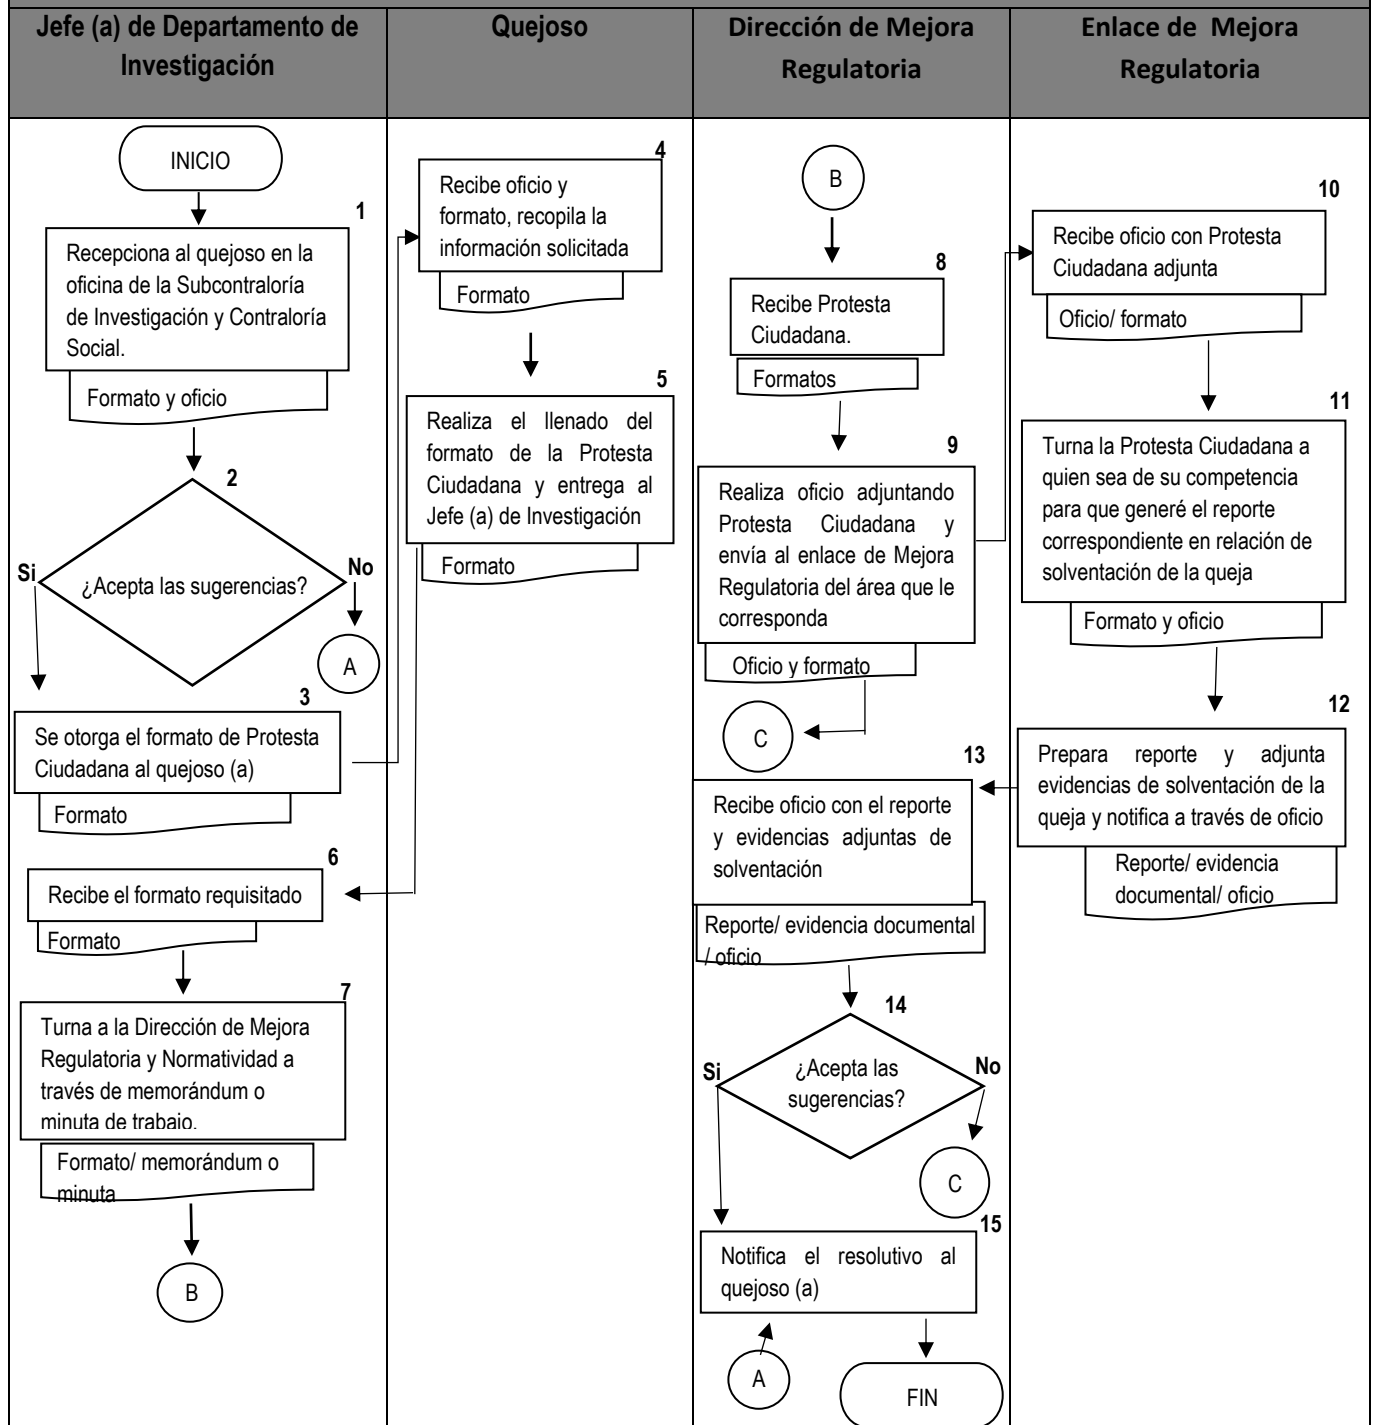 Jefe (a) de Departamento de
Investigación
Quejoso
Dirección de Mejora
Regulatoria
Enlace de Mejora
Regulatoria
INICIO
1
Recepciona al quejoso en la
oficina de la Subcontraloría
de Investigación y Contraloría
Social.
Formato y oficio
2
¿Acepta las sugerencias?
Si
No
A
3
Se otorga el formato de Protesta
Ciudadana al quejoso (a)
Formato
6
Recibe el formato requisitado
Formato
7
Turna a la Dirección de Mejora
Regulatoria y Normatividad a
través de memorándum o
minuta de trabajo.
Formato/ memorándum o
minuta
B
4
Recibe oficio y
formato, recopila la
información solicitada
Formato
5
Realiza el llenado del
formato de la Protesta
Ciudadana y entrega al
Jefe (a) de Investigación
Formato
B
8
Recibe Protesta
Ciudadana.
Formatos
9
Realiza oficio adjuntando
Protesta Ciudadana y
envía al enlace de Mejora
Regulatoria del área que le
corresponda
Oficio y formato
C
13
Recibe oficio con el reporte
y evidencias adjuntas de
solventación
Reporte/ evidencia documental
/ oficio
14
¿Acepta las
sugerencias?
Si
No
C
15
Notifica el resolutivo al
quejoso (a)
A
FIN
10
Recibe oficio con Protesta
Ciudadana adjunta
Oficio/ formato
11
Turna la Protesta Ciudadana a
quien sea de su competencia
para que generé el reporte
correspondiente en relación de
solventación de la queja
Formato y oficio
12
Prepara reporte y adjunta
evidencias de solventación de la
queja y notifica a través de oficio
Reporte/ evidencia
documental/ oficio